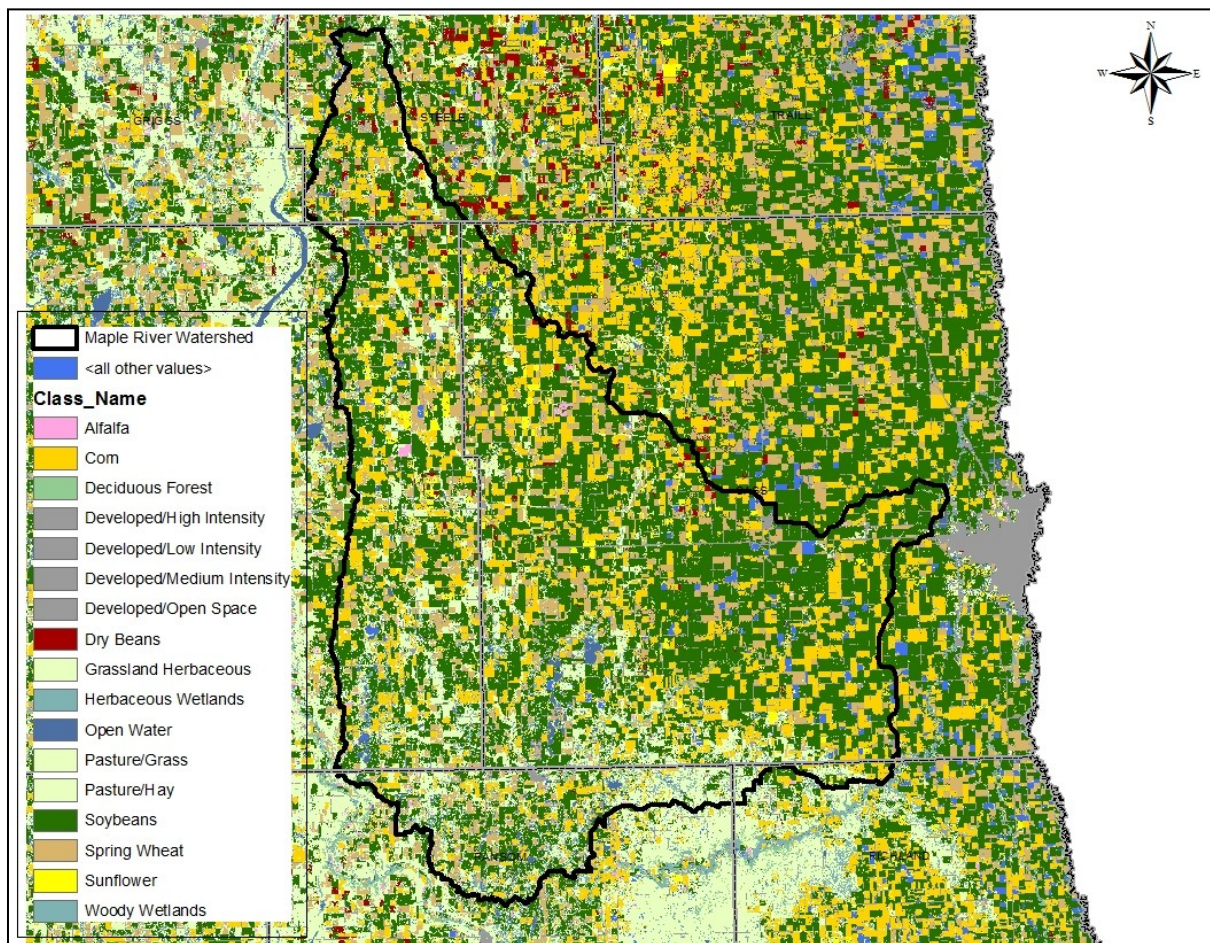 N
W
E
S
GRIGGS
STEELE
TRAILL
Maple River Watershed
<all other values>
Class_Name
Alfalfa
Corn
Deciduous Forest
Developed/High Intensity
Developed/Low Intensity
Developed/Medium Intensity
Developed/Open Space
Dry Beans
Grassland Herbaceous
Herbaceous Wetlands
Open Water
Pasture/Grass
Pasture/Hay
Soybeans
Spring Wheat
Sunflower
Woody Wetlands
RANSOM
RICHLAND